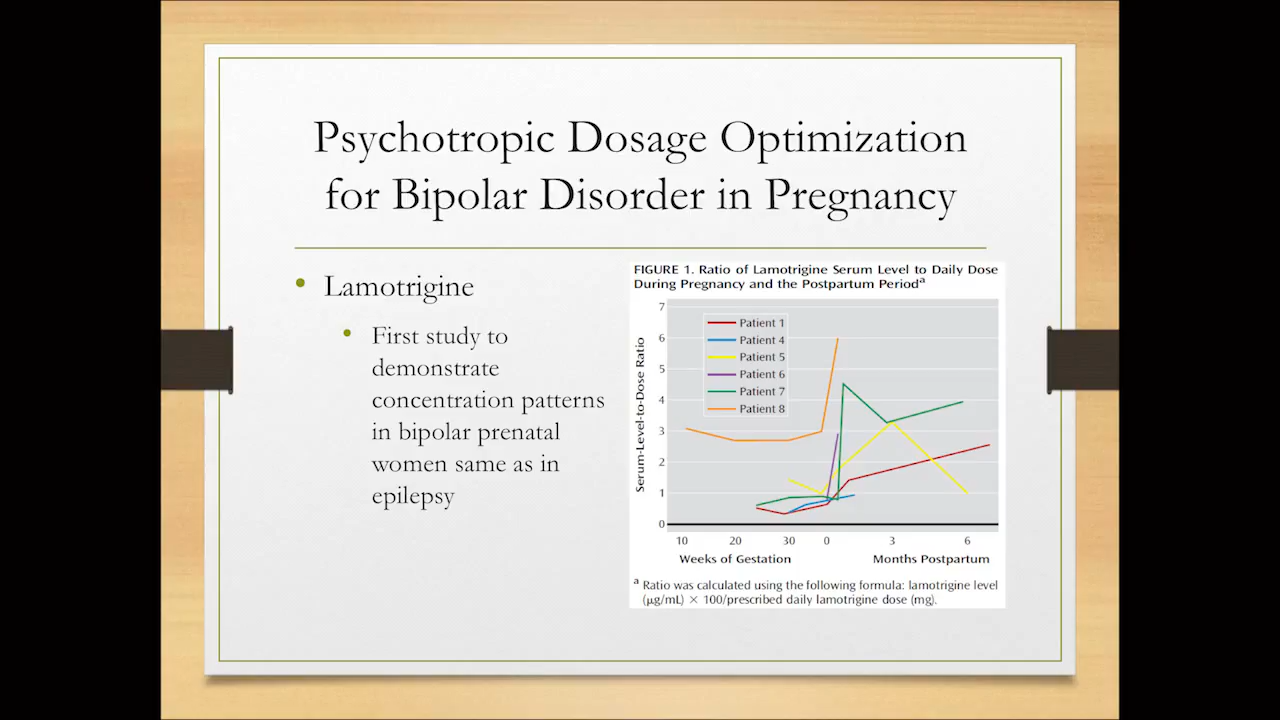 Psychotropic Dosage Optimization
for Bipolar Disorder in Pregnancy
• Lamotrigine
• First study to
demonstrate
concentration patterns
in bipolar prenatal
women same as in
epilepsy
FIGURE 1. Ratio of Lamotrigine Serum Level to Daily Dose
During Pregnancy and the Postpartum Periodª
Serum-Level-to-Dose Ratio
7
6
5
4
3
2
1
0
Patient 1
Patient 4
Patient 5
Patient 6
Patient 7
Patient 8
10 20 30 0 3 6
Weeks of Gestation Months Postpartum
ª Ratio was calculated using the following formula: lamotrigine level
(μg/mL) × 100/prescribed daily lamotrigine dose (mg).